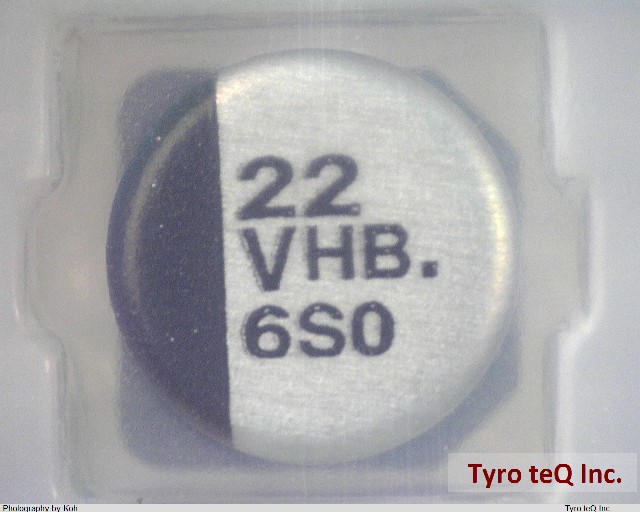 22
VHB.
6S0
Tyro teQ Inc.
Photography by Koh
Tyro teQ Inc.